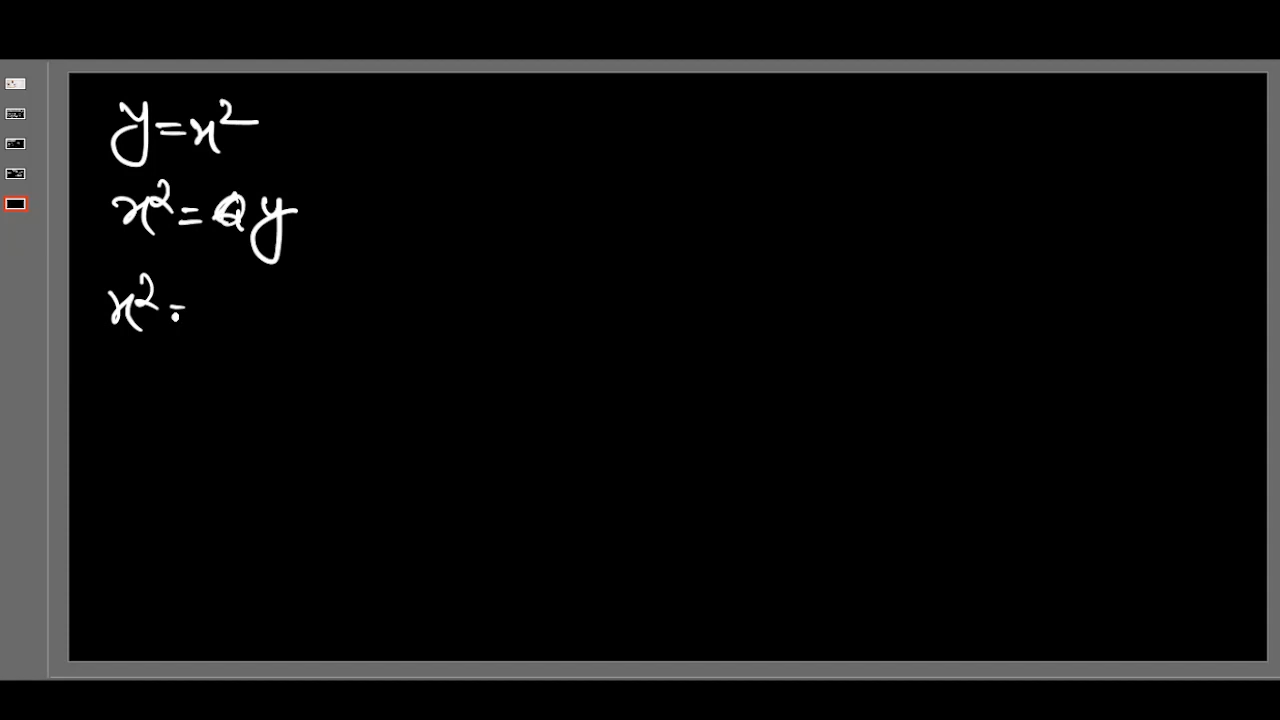 y=x²
x²= y
x²=